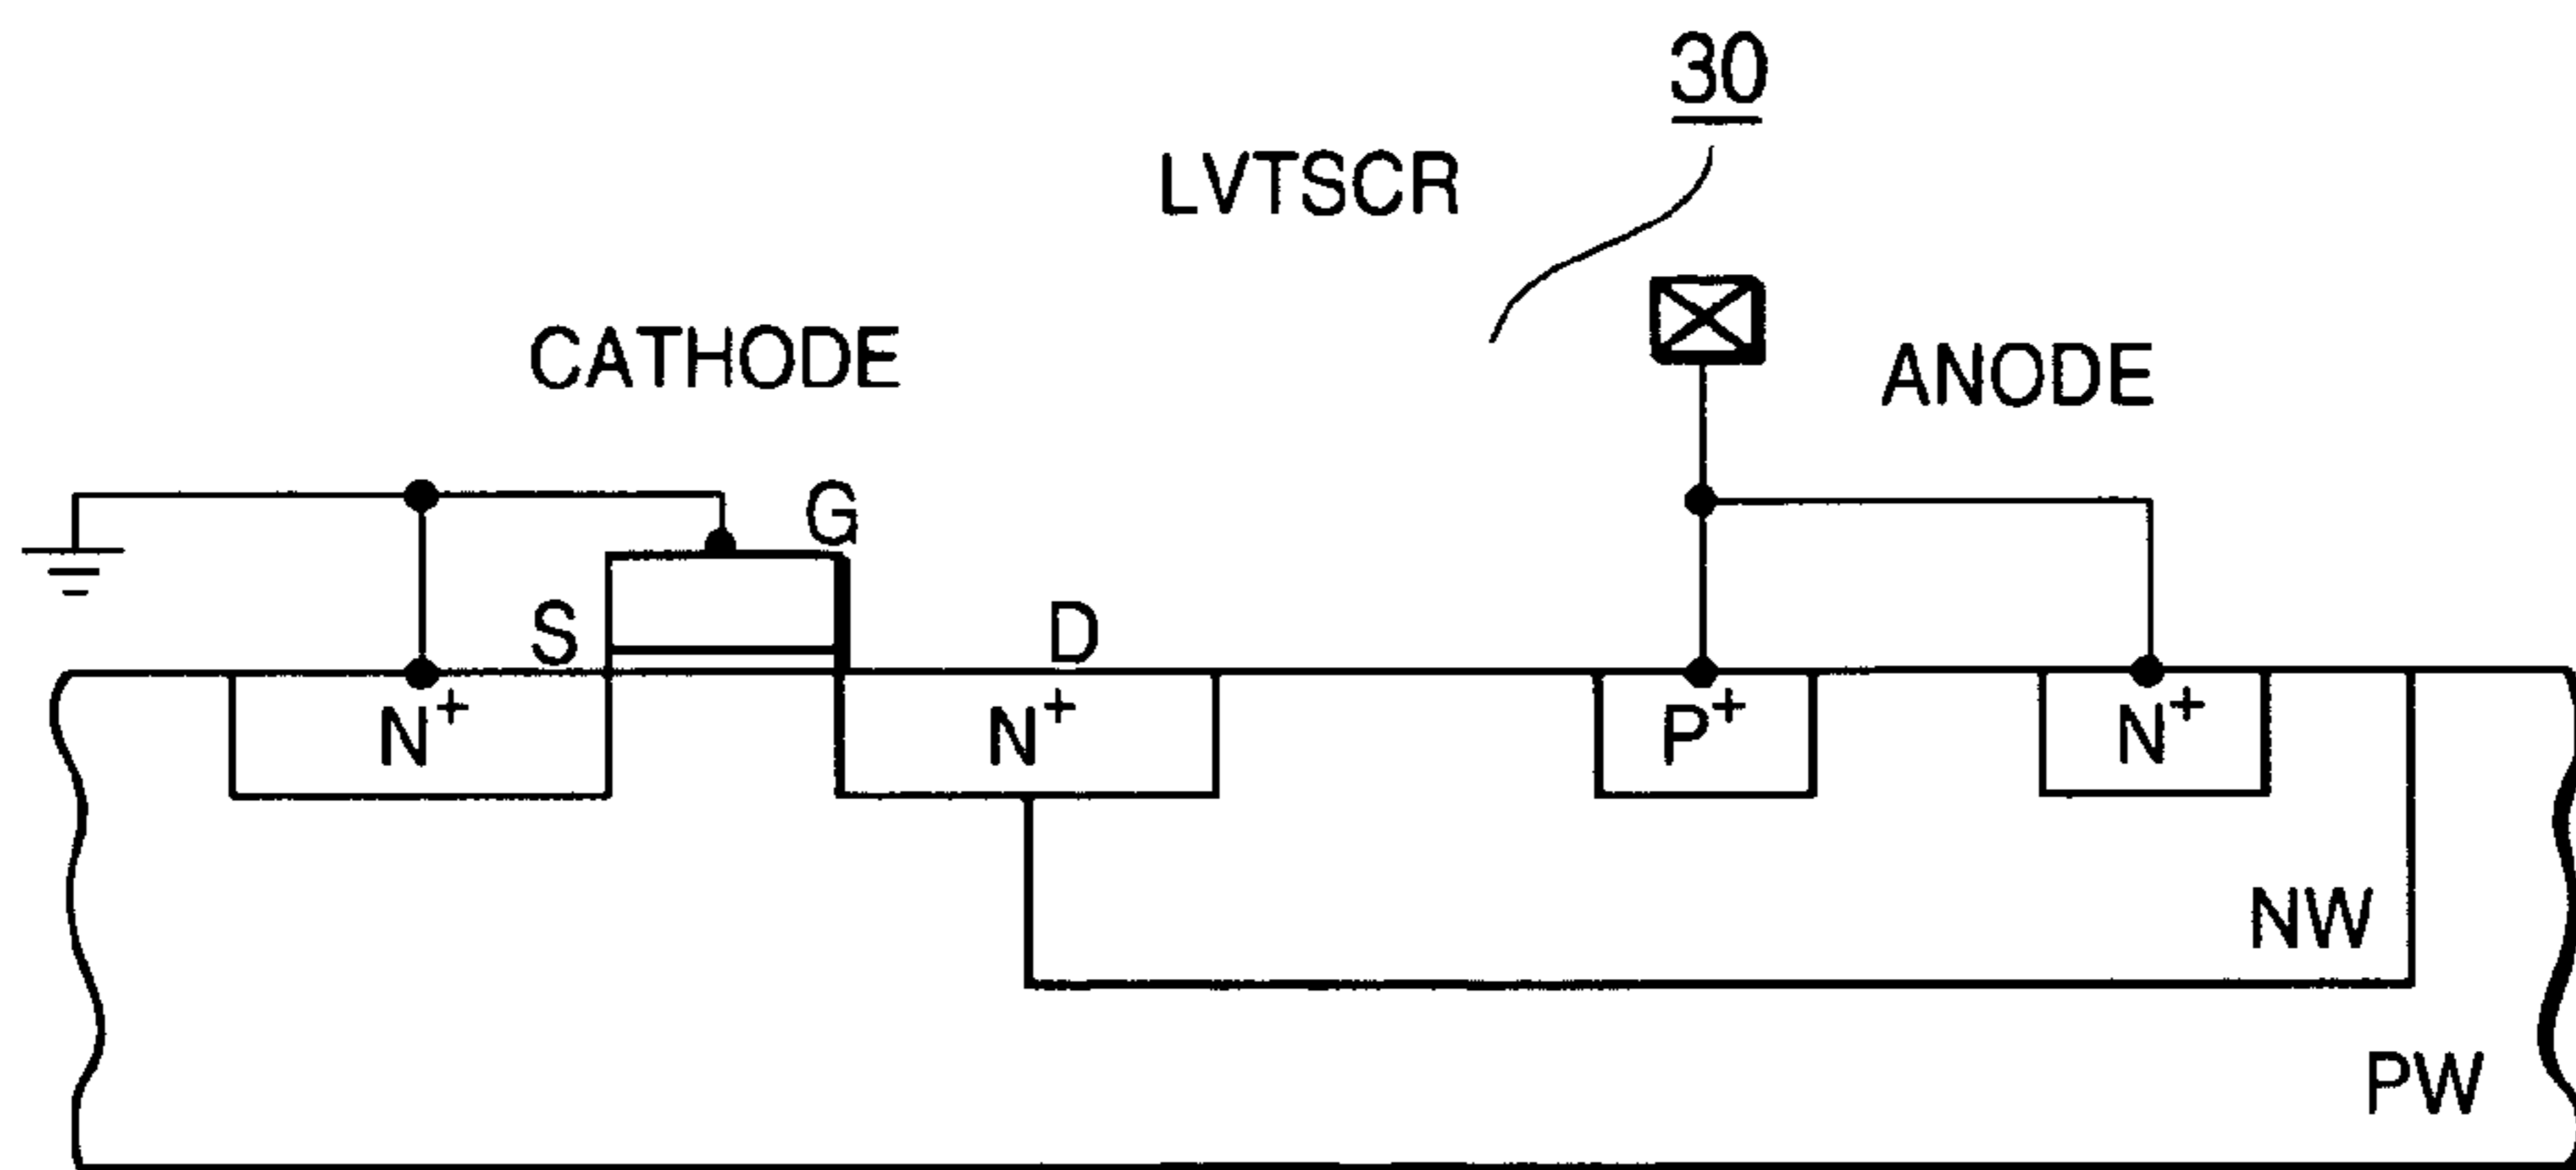 30
LVTSCR
CATHODE
ANODE
G
S
D
N+
N+
P+
N+
NW
PW